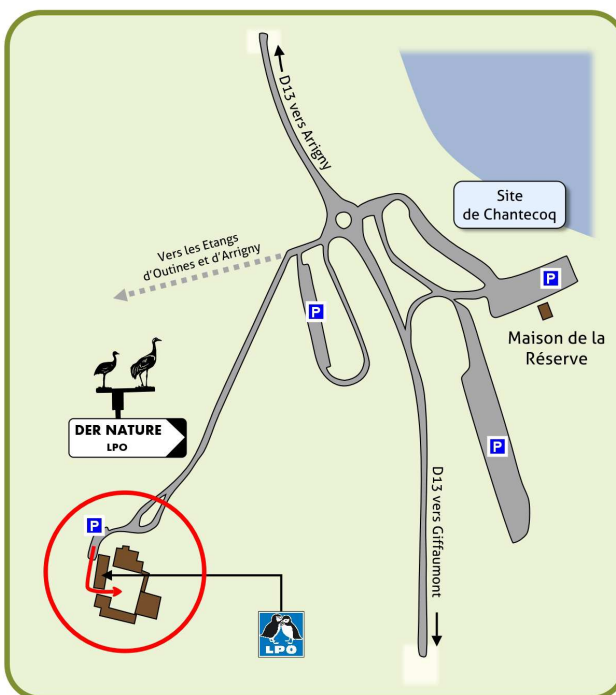 D13 vers Arrigny
Site
de Chantecoq
Vers les Etangs
d'Outines et d'Arrigny
P
P
Maison de la
Réserve
DER NATURE
LPO
P
D13 vers Giffaumont
P
LPO